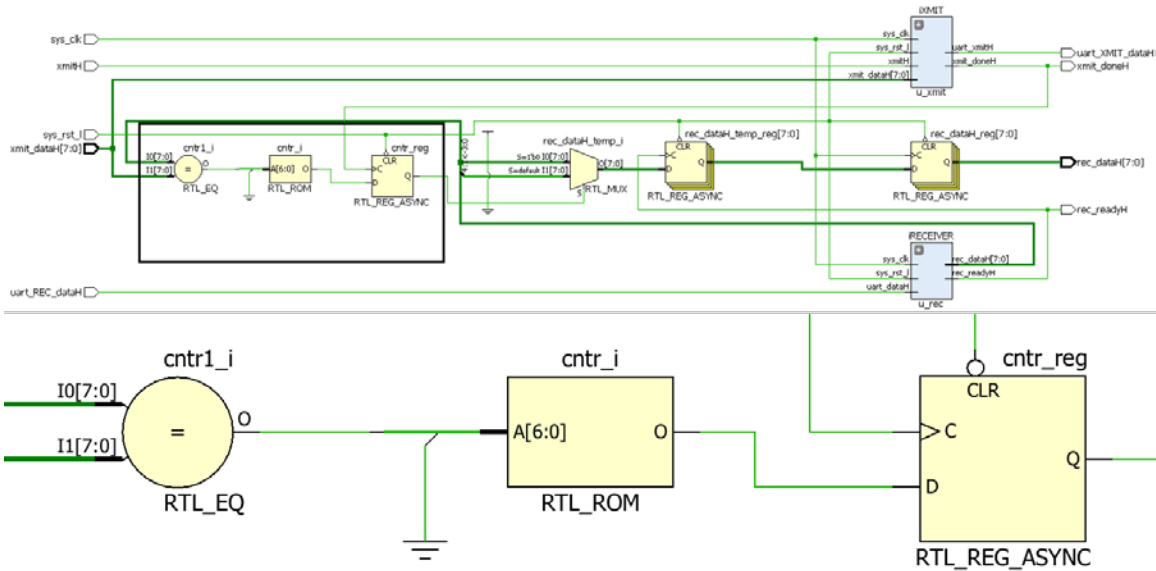 iXMIT
sys_clk
sys_clk
sys_rst_l
uart_xmitH
uart_XMIT_dataH
xmitH
xmitH
xmit_doneH
xmit_doneH
xmit_dataH[7:0]
u_xmit
sys_rst_l
xmit_dataH[7:0]
cntr1_i
I0[7:0]
I1[7:0]
O
=
RTL_EQ
cntr_i
A[6:0]
O
RTL_ROM
cntr_reg
CLR
C
D
Q
RTL_REG_ASYNC
rec_dataH_temp_i
S=1'b0 I0[7:0]
S=default I1[7:0]
O[7:0]
S
RTL_MUX
rec_dataH_temp_reg[7:0]
CLR
C
D
Q
RTL_REG_ASYNC
rec_dataH_reg[7:0]
CLR
C
D
Q
RTL_REG_ASYNC
rec_dataH[7:0]
rec_readyH
iRECEIVER
sys_clk
rec_dataH[7:0]
sys_rst_l
rec_readyH
uart_REC_dataH
uart_dataH
u_rec
cntr1_i
I0[7:0]
I1[7:0]
O
=
RTL_EQ
cntr_i
A[6:0]
O
RTL_ROM
cntr_reg
CLR
C
Q
D
RTL_REG_ASYNC